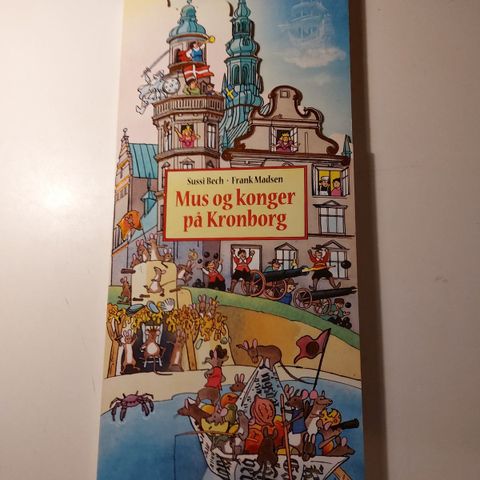 Sussi Bech · Frank Madsen
Mus og konger
på Kronborg